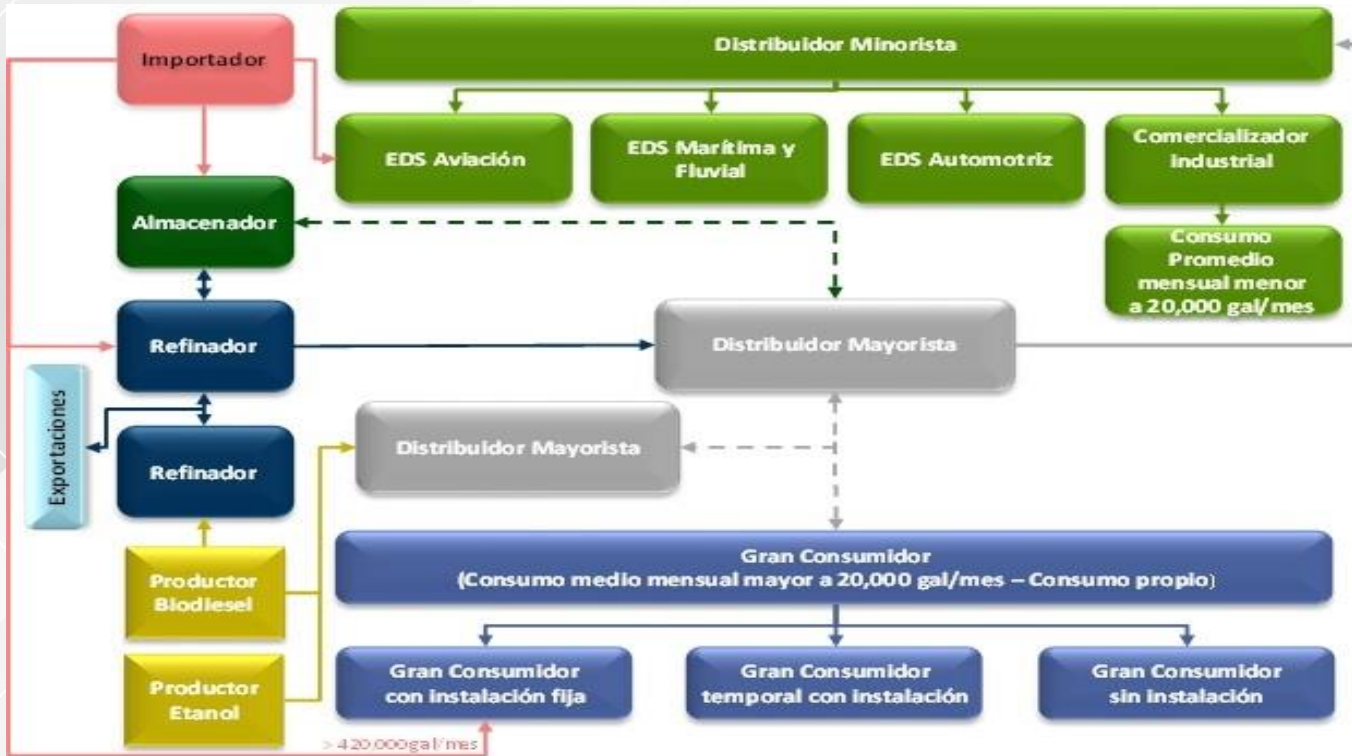 Importador
Distribuidor Minorista
EDS Aviación
EDS Marítima y
Fluvial
EDS Automotriz
Comercializador
industrial
Almacenador
Consumo
Promedio
mensual menor
a 20,000 gal/mes
Refinador
Distribuidor Mayorista
Exportaciones
Refinador
Distribuidor Mayorista
Gran Consumidor
(Consumo medio mensual mayor a 20,000 gal/mes – Consumo propio)
Productor
Biodiesel
Productor
Etanol
Gran Consumidor
con instalación fija
Gran Consumidor
temporal con instalación
Gran Consumidor
sin instalación
> 420,000 gal/mes